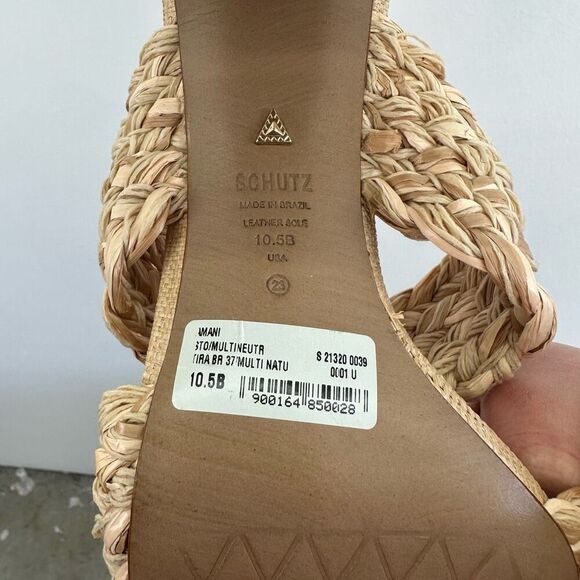 SCHUTZ
MADE IN BRAZIL
LEATHER SOLE
10.5B
USA
23
AMANI
STO/MULTINEUTR
TIRA BR 37/MULTI NATU
S 21320 0039
0001 U
10.5B
900164 850028